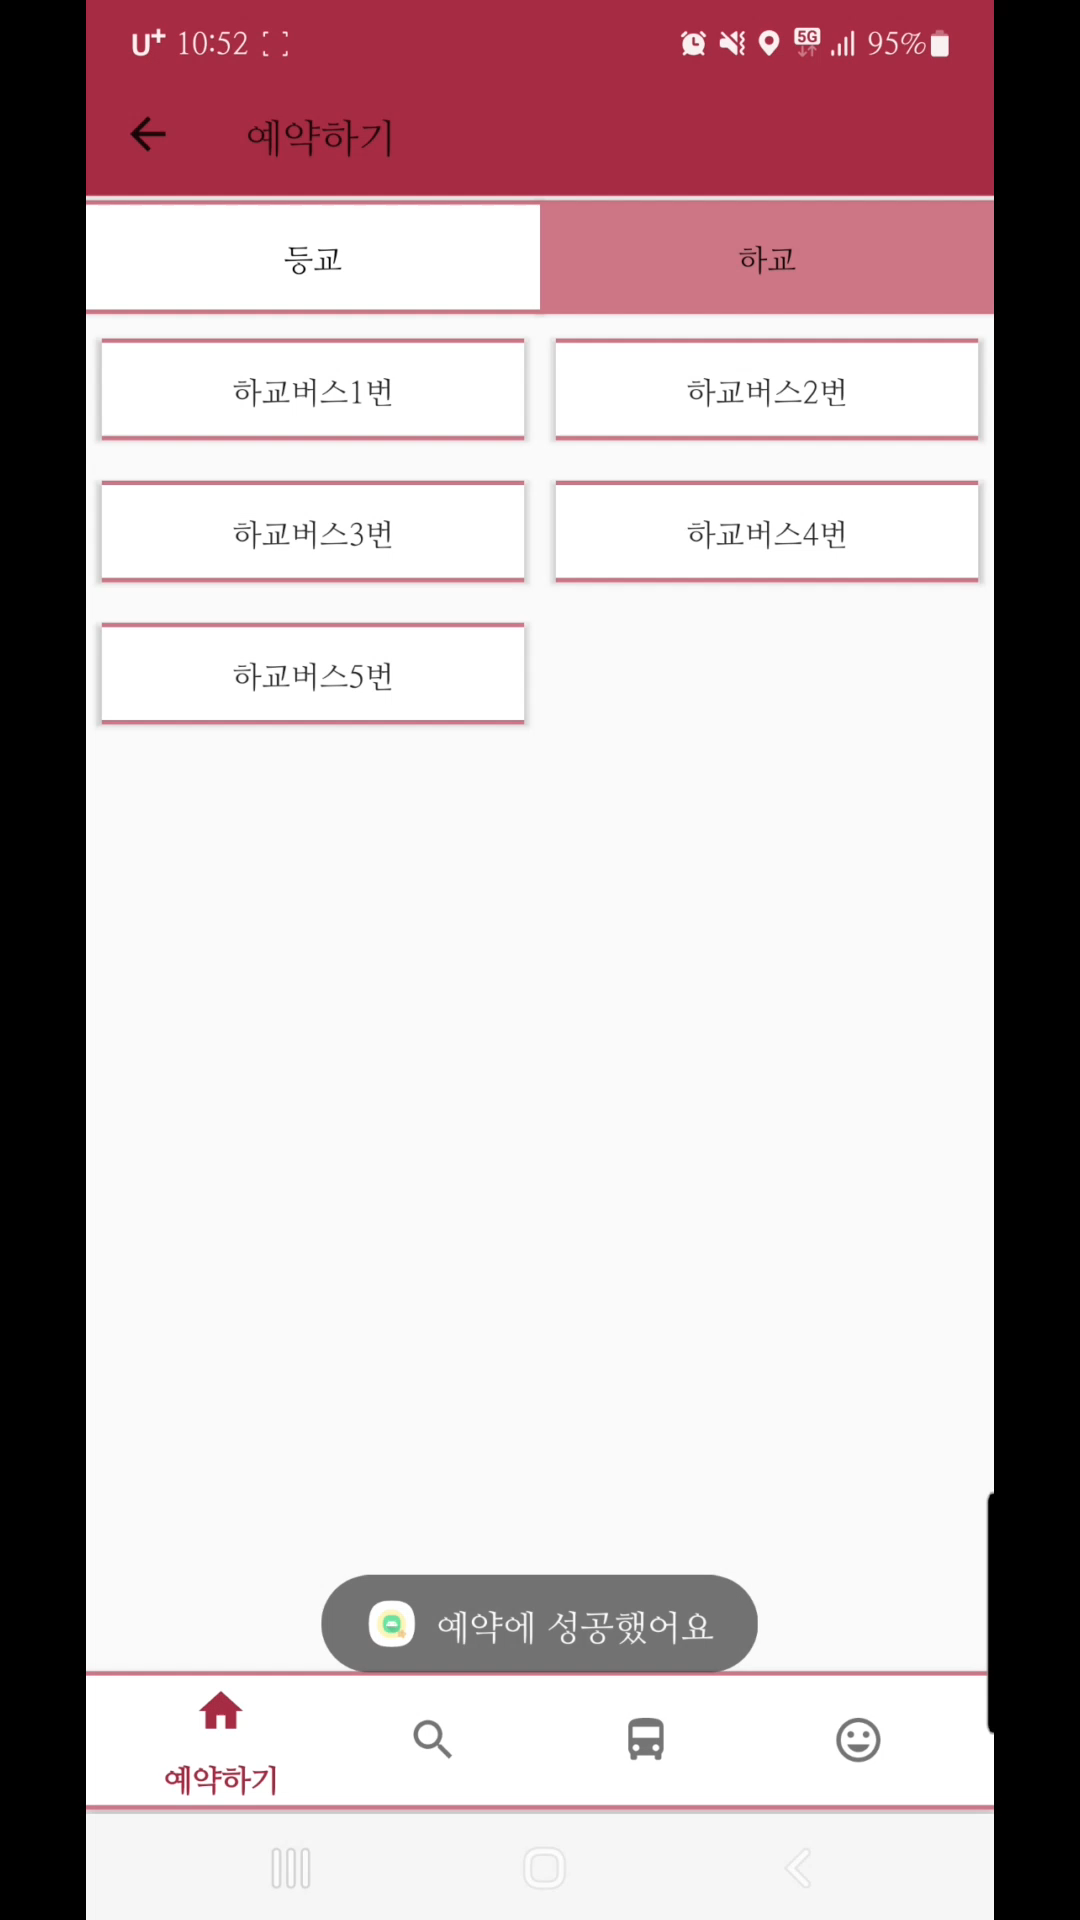 U+ 10:52 5G 95%
예약하기
등교 하교
하교버스1번 하교버스2번
하교버스3번 하교버스4번
하교버스5번
예약에 성공했어요
예약하기